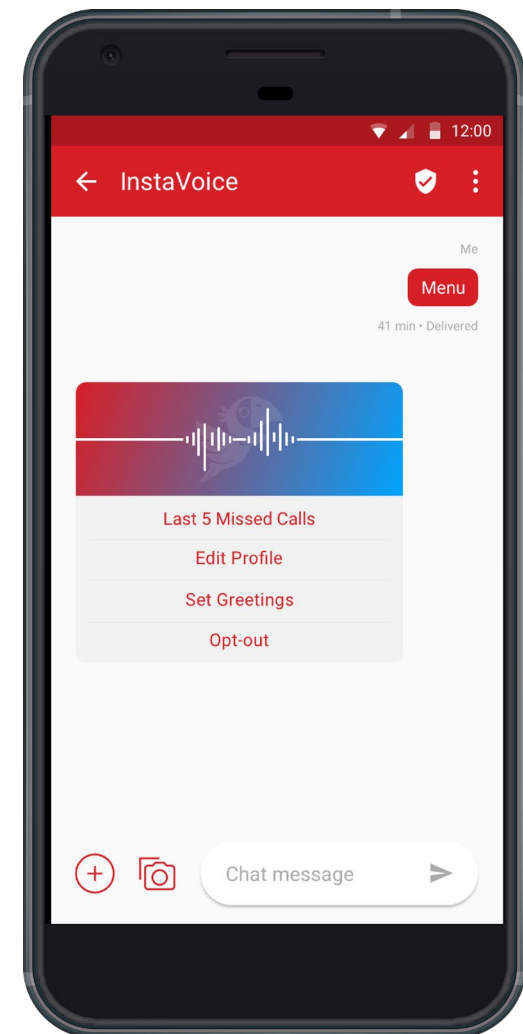 12:00
InstaVoice
Me
Menu
41 min • Delivered
Last 5 Missed Calls
Edit Profile
Set Greetings
Opt-out
Chat message